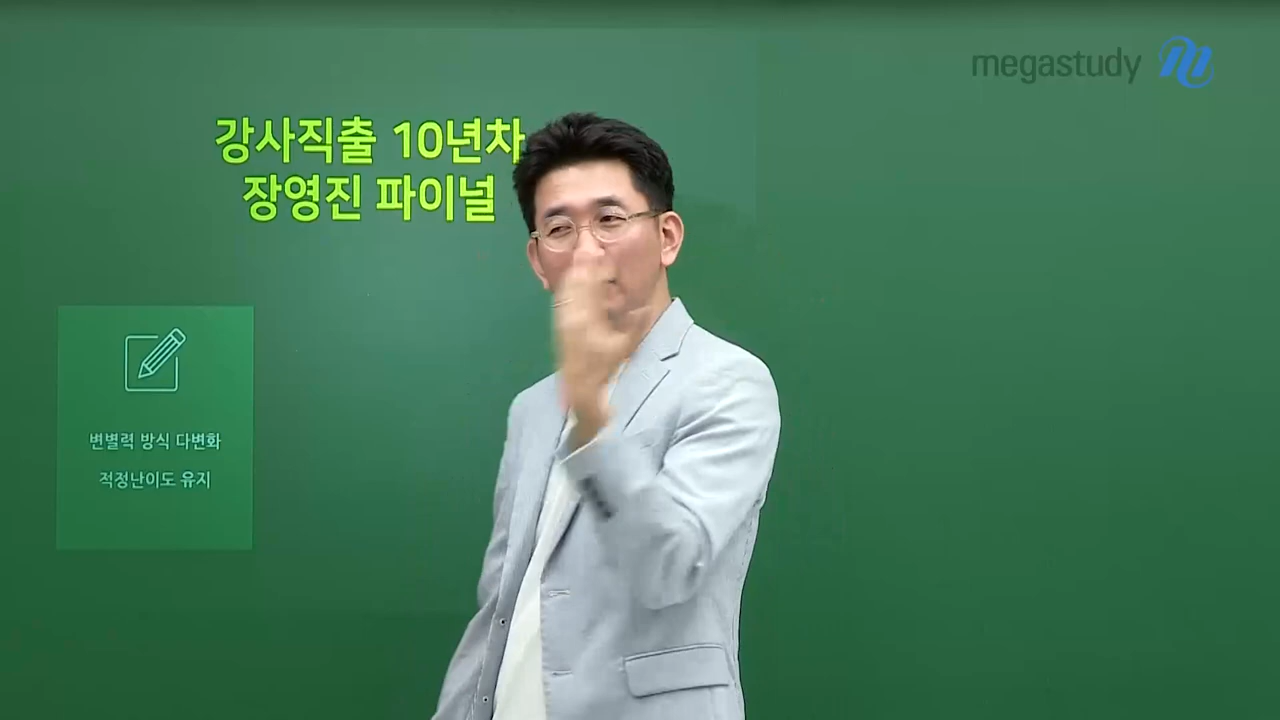 megastudy
강사직출 10년차
장영진 파이널
변별력 방식 다변화
적정난이도 유지